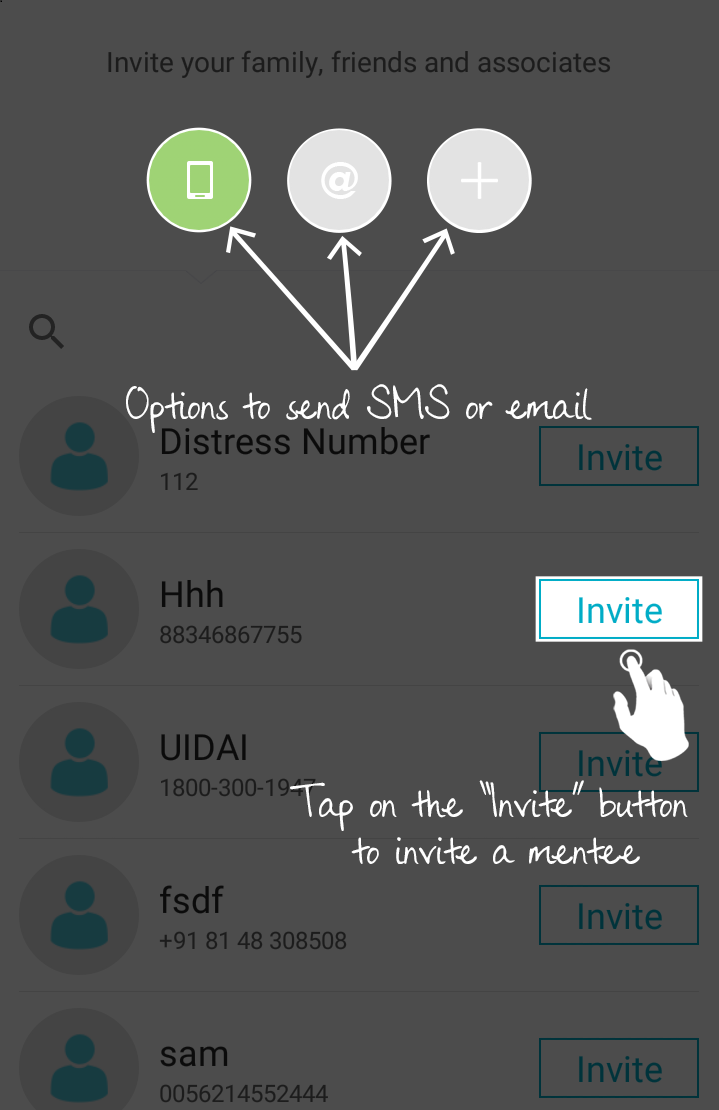 Invite your family, friends and associates
@
Options to send SMS or email
Distress Number
112
Invite
Hhh
88346867755
Invite
UIDAI
1800-300-1947
Invite
Tap on the "Invite" button
to invite a mentee
fsdf
+91 81 48 308508
Invite
sam
0056214552444
Invite